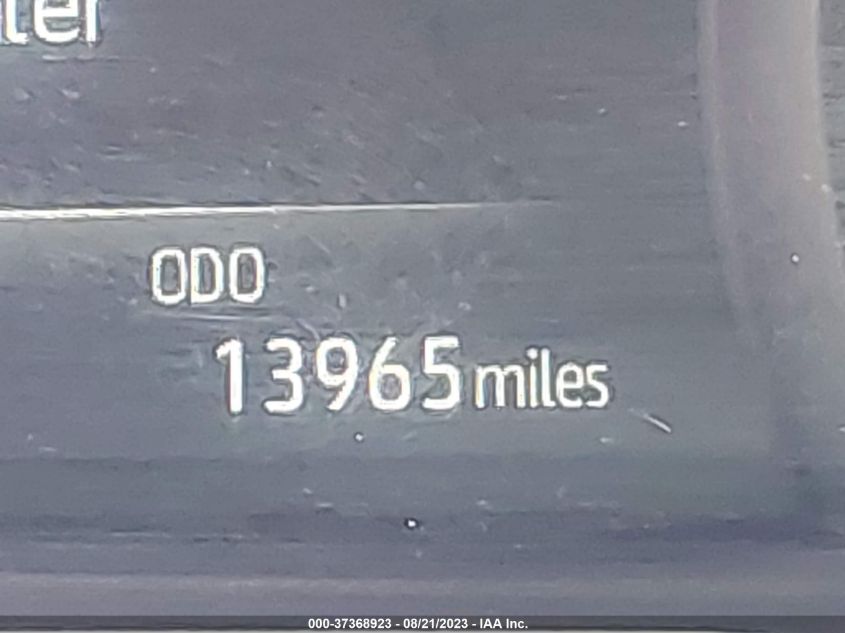 ODO
13965 miles
000-37368923 - 08/21/2023 - IAA Inc.